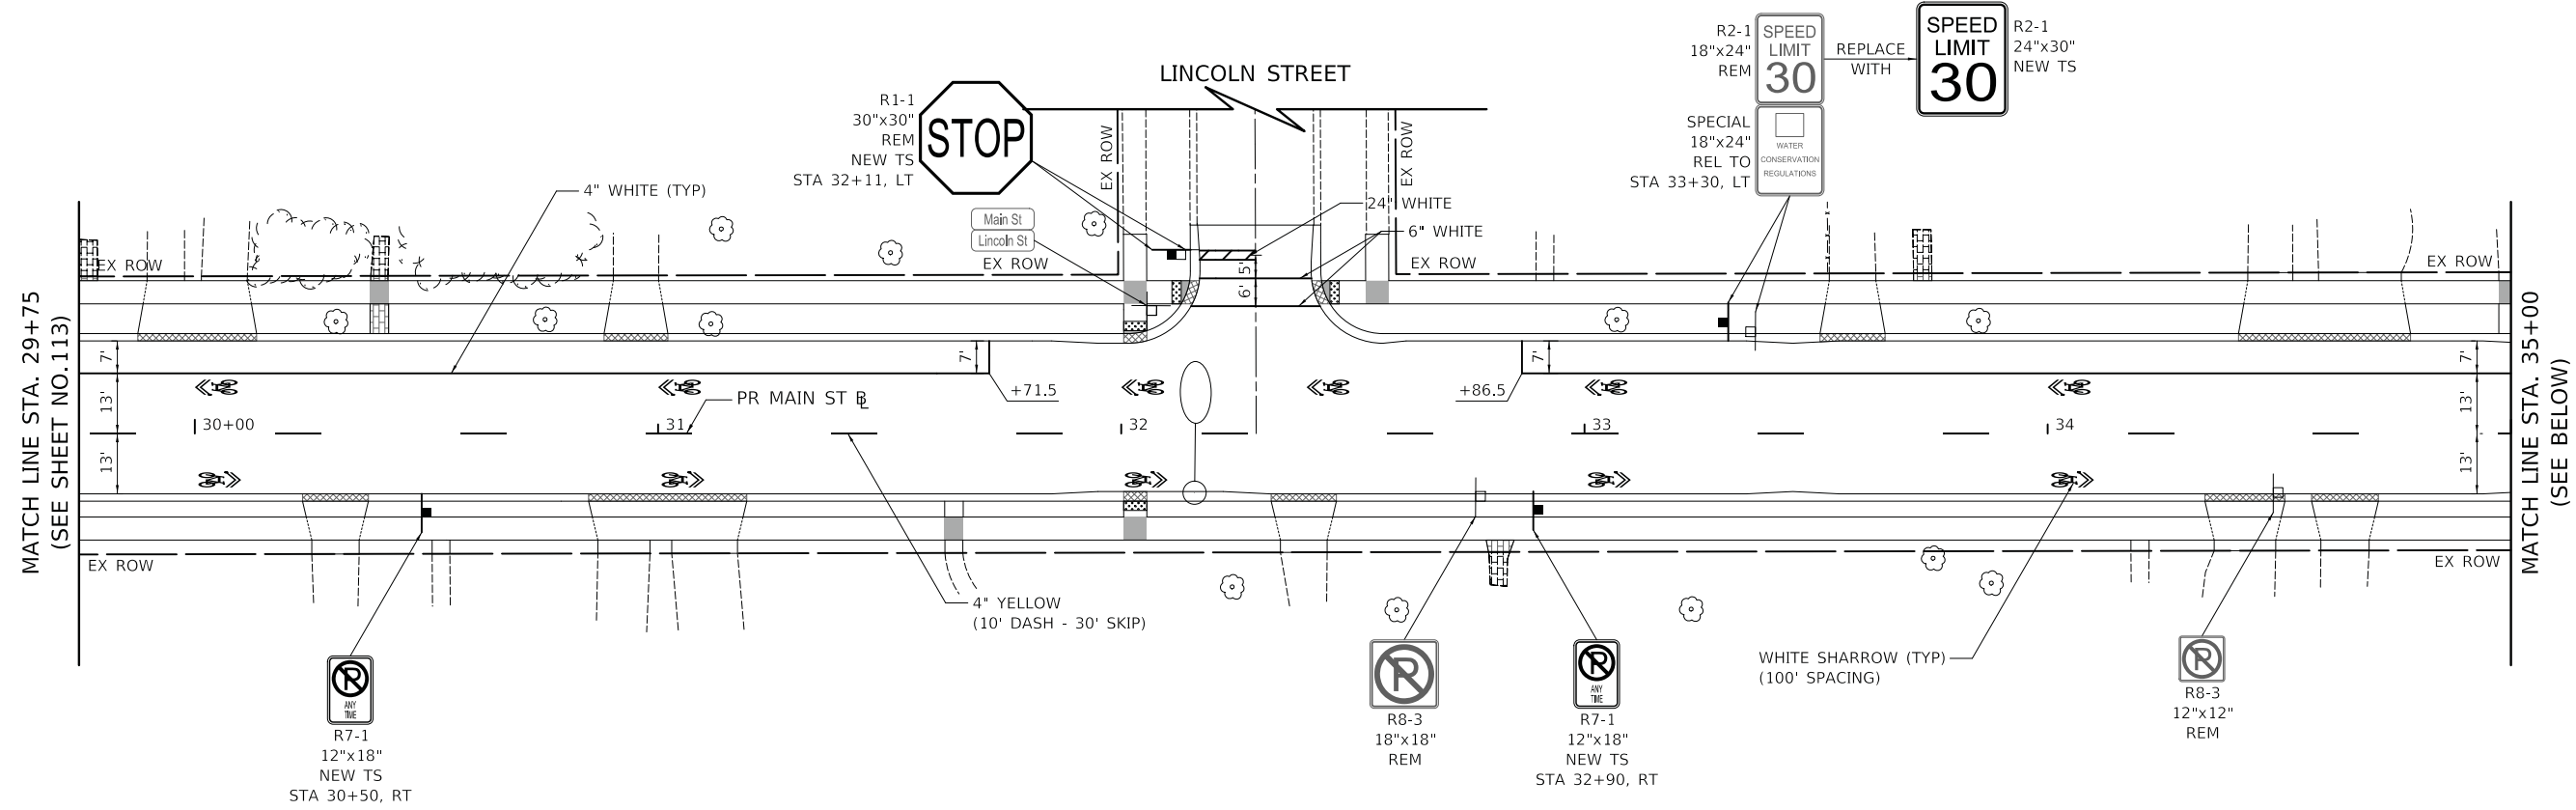 R2-1
18"x24"
REM
SPEED
LIMIT
30
REPLACE
WITH
SPEED
LIMIT
30
R2-1
24"x30"
NEW TS
LINCOLN STREET
R1-1
30"x30"
REM
NEW TS
STA 32+11, LT
STOP
SPECIAL
18"x24"
REL TO
STA 33+30, LT
WATER
CONSERVATION
REGULATIONS
EX ROW
EX ROW
4" WHITE (TYP)
24" WHITE
6" WHITE
Main St
Lincoln St
EX ROW
EX ROW
EX ROW
EX ROW
5'
6'
MATCH LINE STA. 29+75
(SEE SHEET NO. 113)
7'
7'
7'
7'
13'
13'
13'
13'
+71.5
+86.5
PR MAIN ST BL
30+00
31
32
33
34
MATCH LINE STA. 35+00
(SEE BELOW)
EX ROW
EX ROW
4" YELLOW
(10' DASH - 30' SKIP)
WHITE SHARROW (TYP)
(100' SPACING)
P
ANY
TIME
R7-1
12"x18"
NEW TS
STA 30+50, RT
P
R8-3
18"x18"
REM
P
ANY
TIME
R7-1
12"x18"
NEW TS
STA 32+90, RT
P
R8-3
12"x12"
REM